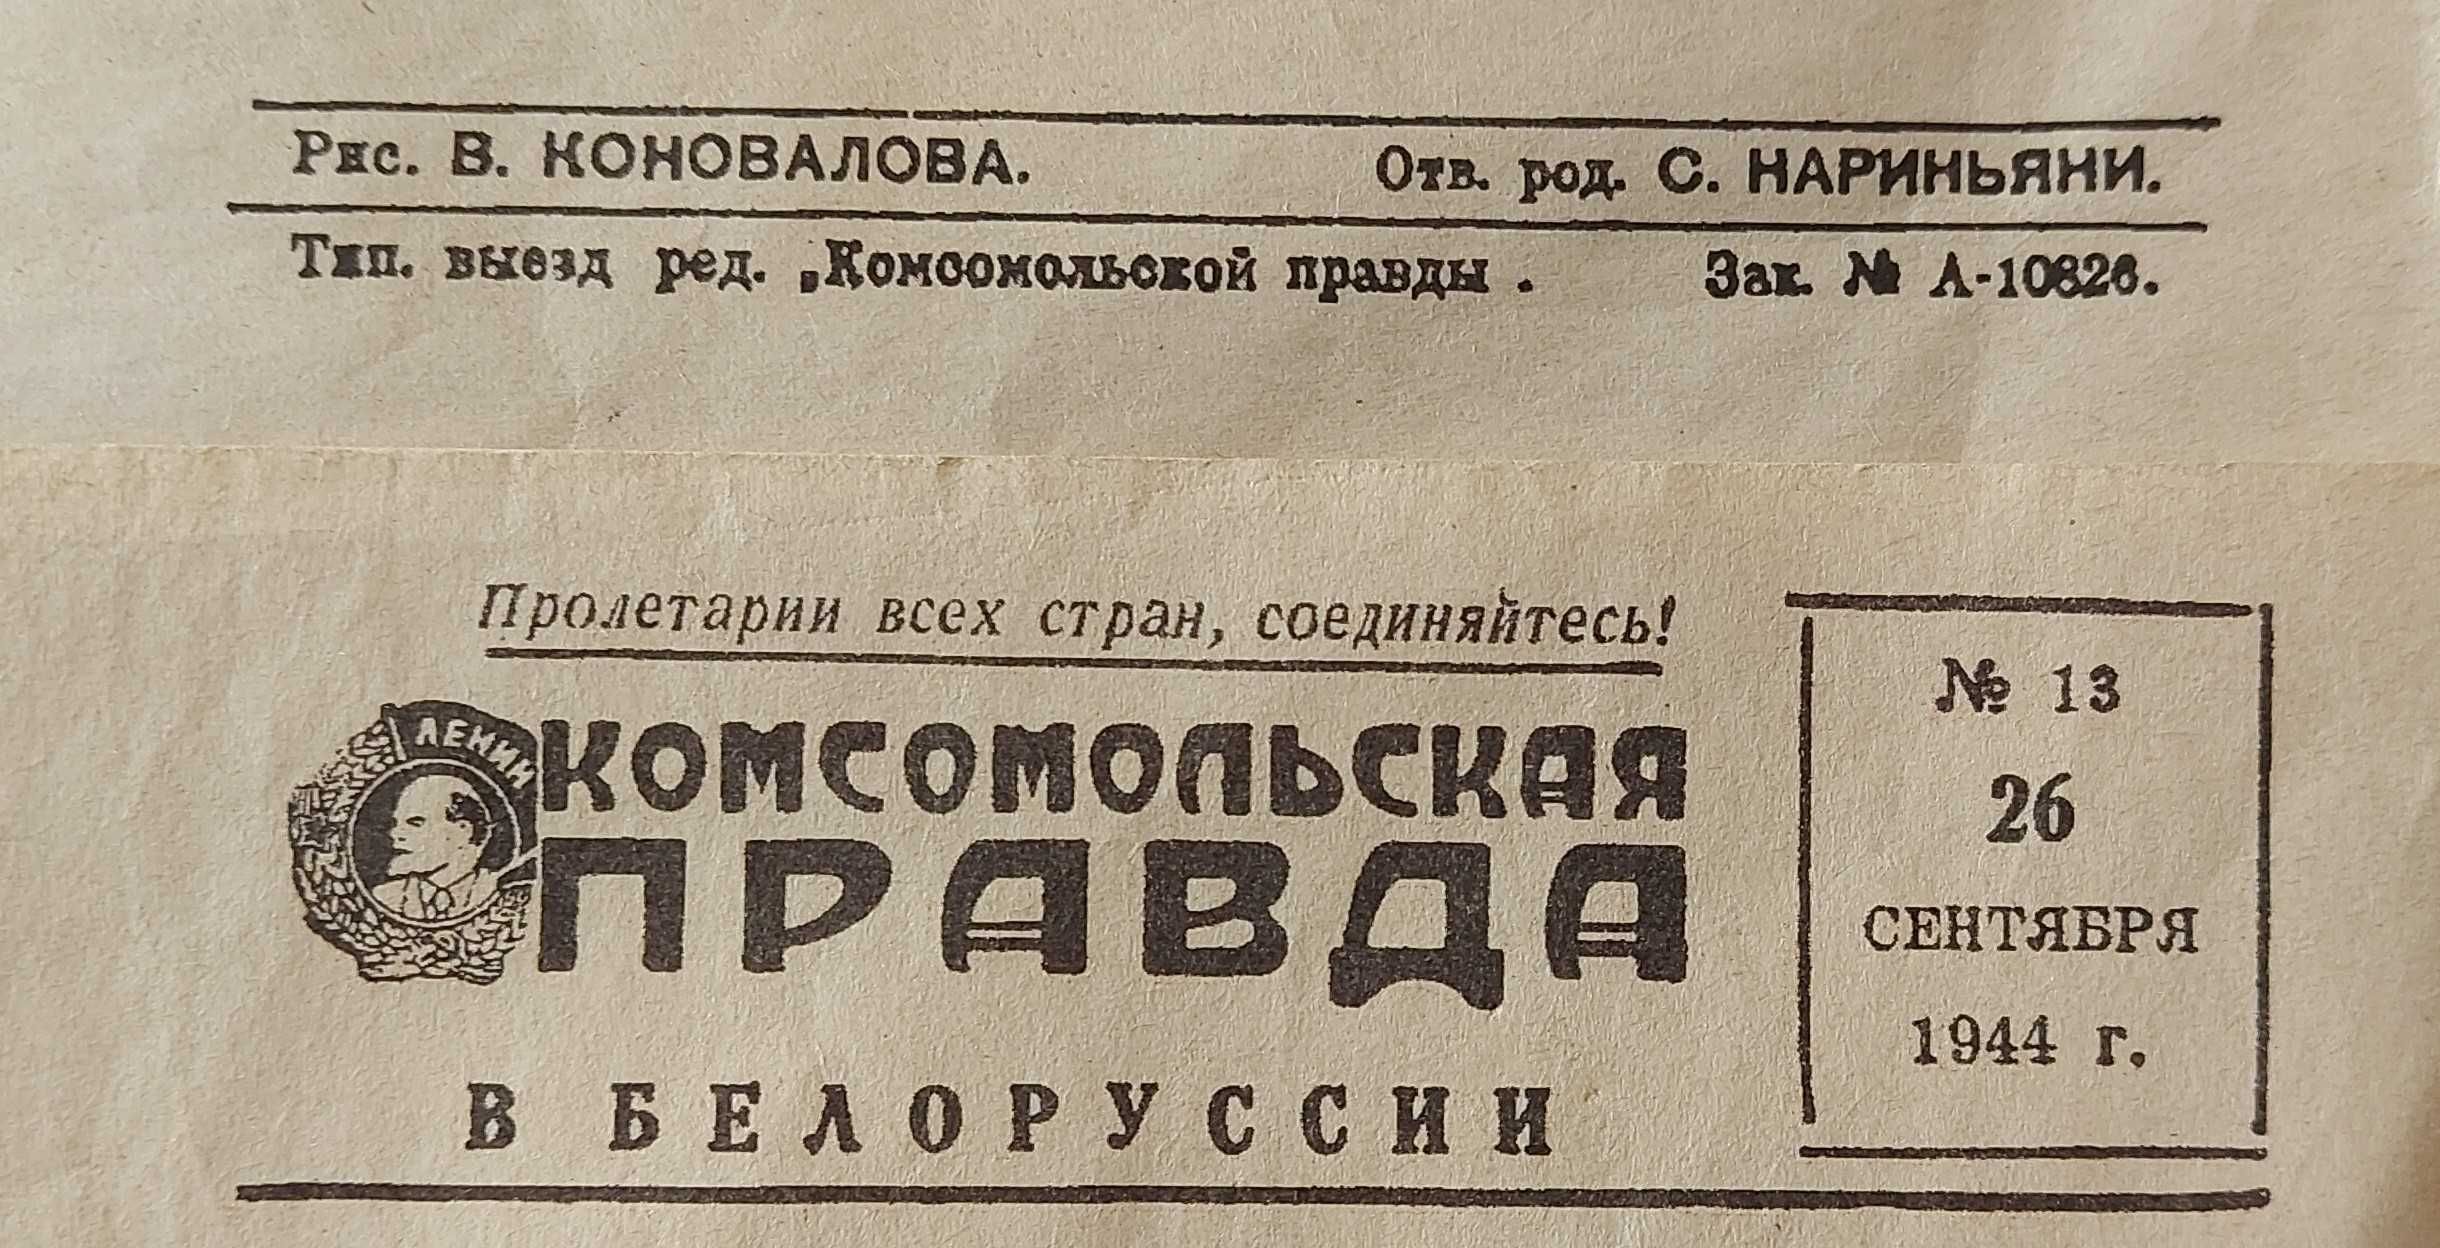 Рис. В. КОНОВАЛОВА. Отв. род. С. НАРИНЬЯНИ.
Тип. выезд ред. „Комсомольской правды . Зак. № А-10826.
Пролетарии всех стран, соединяйтесь!
ЛЕНИН
КОМСОМОЛЬСКАЯ
ПРАВДА
В БЕЛОРУССИИ
№ 13
26
СЕНТЯБРЯ
1944 г.